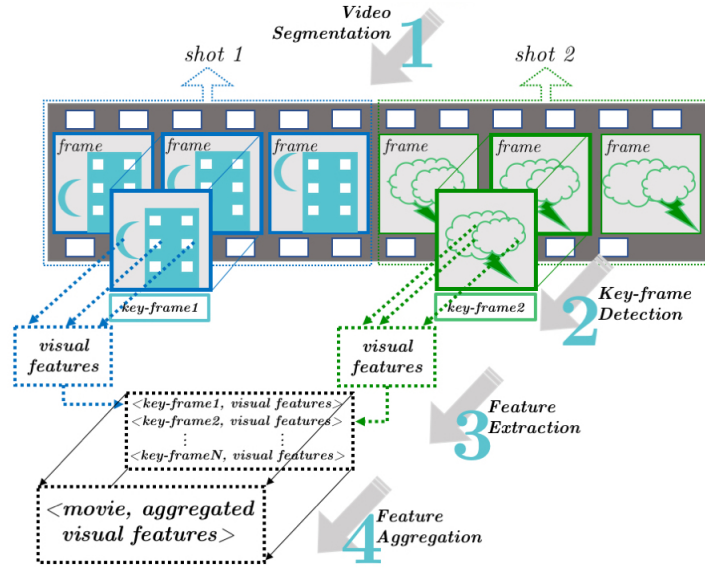 Video
Segmentation
1
shot 1
shot 2
frame
frame
frame
frame
frame
frame
key-frame1
key-frame2
2
Key-frame
Detection
visual
features
visual
features
<key-frame1, visual features>
<key-frame2, visual features>
⋮ ⋮
<key-frameN, visual features>
3
Feature
Extraction
<movie, aggregated
visual features>
4
Feature
Aggregation